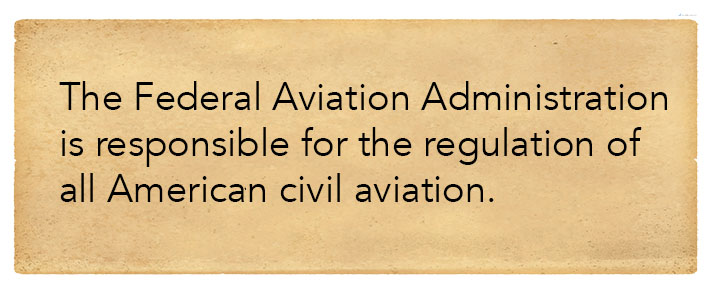 The Federal Aviation Administration
is responsible for the regulation of
all American civil aviation.